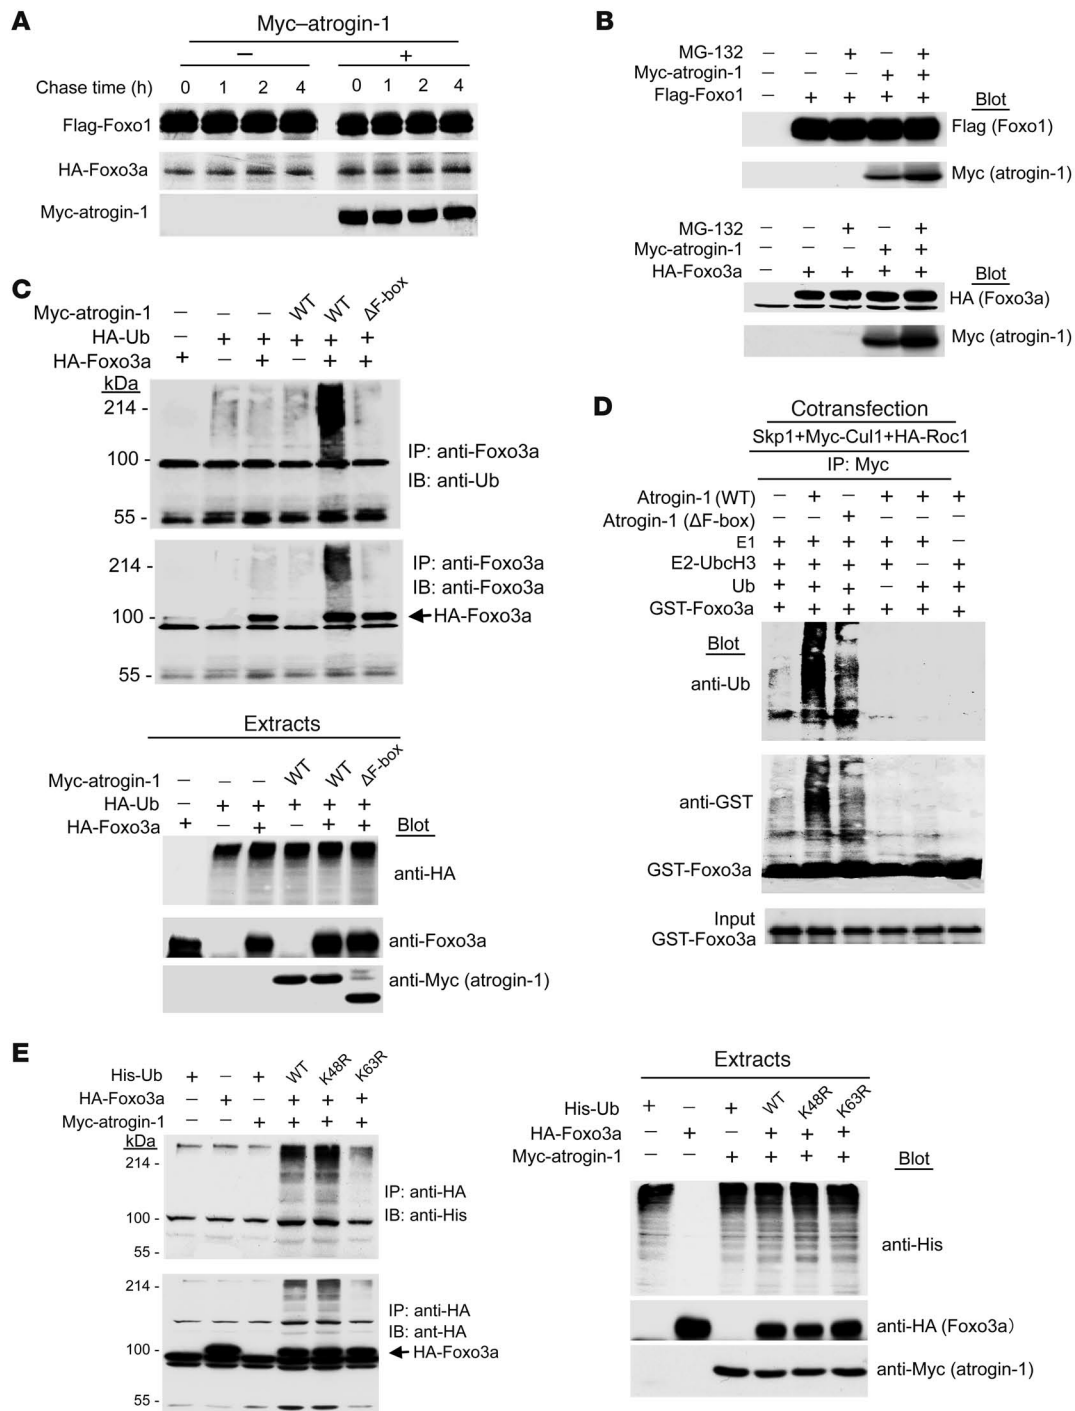 A
Myc–atrogin-1
– +
Chase time (h) 0 1 2 4 0 1 2 4
Flag-Foxo1
HA-Foxo3a
Myc-atrogin-1
B
MG-132 – – + – +
Myc-atrogin-1 – – – + +
Flag-Foxo1 – + + + + Blot
Flag (Foxo1)
Myc (atrogin-1)
MG-132 – – + – +
Myc-atrogin-1 – – – + +
HA-Foxo3a – + + + + Blot
HA (Foxo3a)
Myc (atrogin-1)
C
Myc-atrogin-1 – – – WT WT ΔF-box
HA-Ub – + + + + +
HA-Foxo3a + – + – + +
kDa
214 -
100 -
55 -
IP: anti-Foxo3a
IB: anti-Ub
214 -
100 -
55 -
IP: anti-Foxo3a
IB: anti-Foxo3a
HA-Foxo3a
Extracts
Myc-atrogin-1 – – – WT WT ΔF-box
HA-Ub – + + + + +
HA-Foxo3a + – + – + + Blot
anti-HA
anti-Foxo3a
anti-Myc (atrogin-1)
D
Cotransfection
Skp1+Myc-Cul1+HA-Roc1
IP: Myc
Atrogin-1 (WT) – + – + + +
Atrogin-1 (ΔF-box) – – + – – –
E1 + + + + + –
E2-UbcH3 + + + + – +
Ub + + + – + +
GST-Foxo3a + + + + + +
Blot
anti-Ub
anti-GST
GST-Foxo3a
Input
GST-Foxo3a
E
His-Ub + – + WT K48R K63R
HA-Foxo3a – + – + + +
Myc-atrogin-1 – – + + + +
kDa
214 -
100 -
55 -
IP: anti-HA
IB: anti-His
214 -
100 -
55 -
IP: anti-HA
IB: ant-HA
HA-Foxo3a
Extracts
His-Ub + – + WT K48R K63R
HA-Foxo3a – + – + + +
Myc-atrogin-1 – – + + + + Blot
anti-His
anti-HA (Foxo3a)
anti-Myc (atrogin-1)